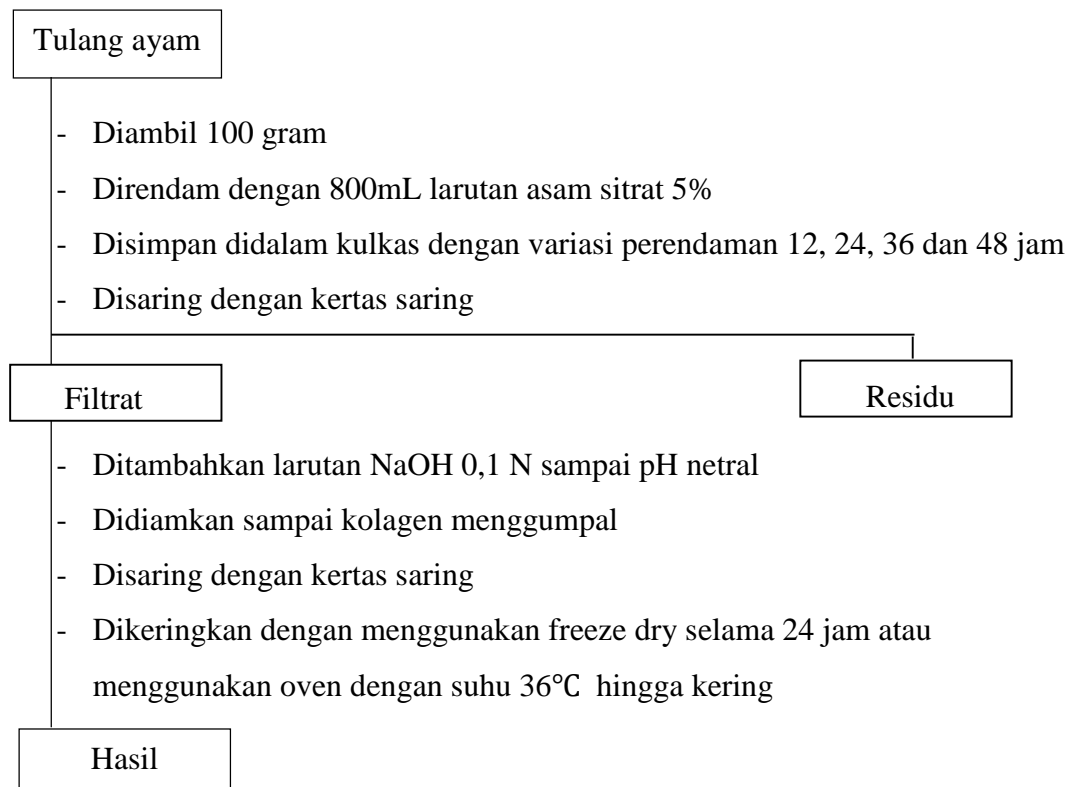 Tulang ayam
- Diambil 100 gram
- Direndam dengan 800mL larutan asam sitrat 5%
- Disimpan didalam kulkas dengan variasi perendaman 12, 24, 36 dan 48 jam
- Disaring dengan kertas saring
Filtrat
Residu
- Ditambahkan larutan NaOH 0,1 N sampai pH netral
- Didiamkan sampai kolagen menggumpal
- Disaring dengan kertas saring
- Dikeringkan dengan menggunakan freeze dry selama 24 jam atau
menggunakan oven dengan suhu 36℃ hingga kering
Hasil